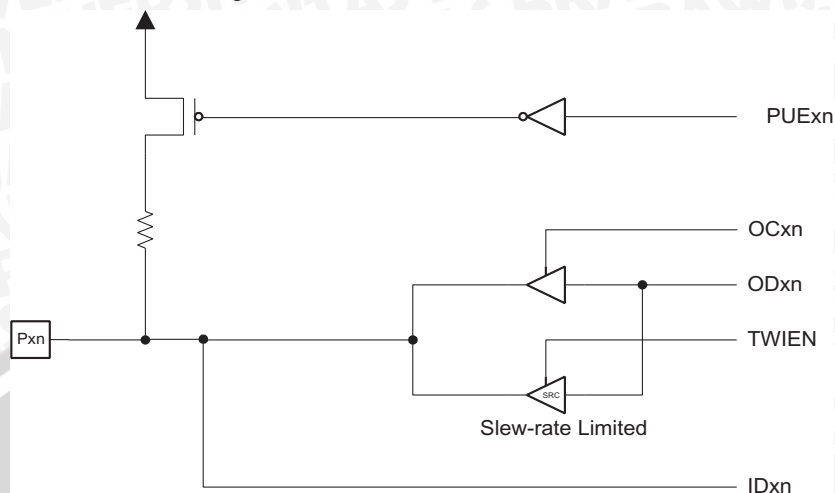 PUExn
OCxn
ODxn
Pxn
TWIEN
SRC
Slew-rate Limited
IDxn